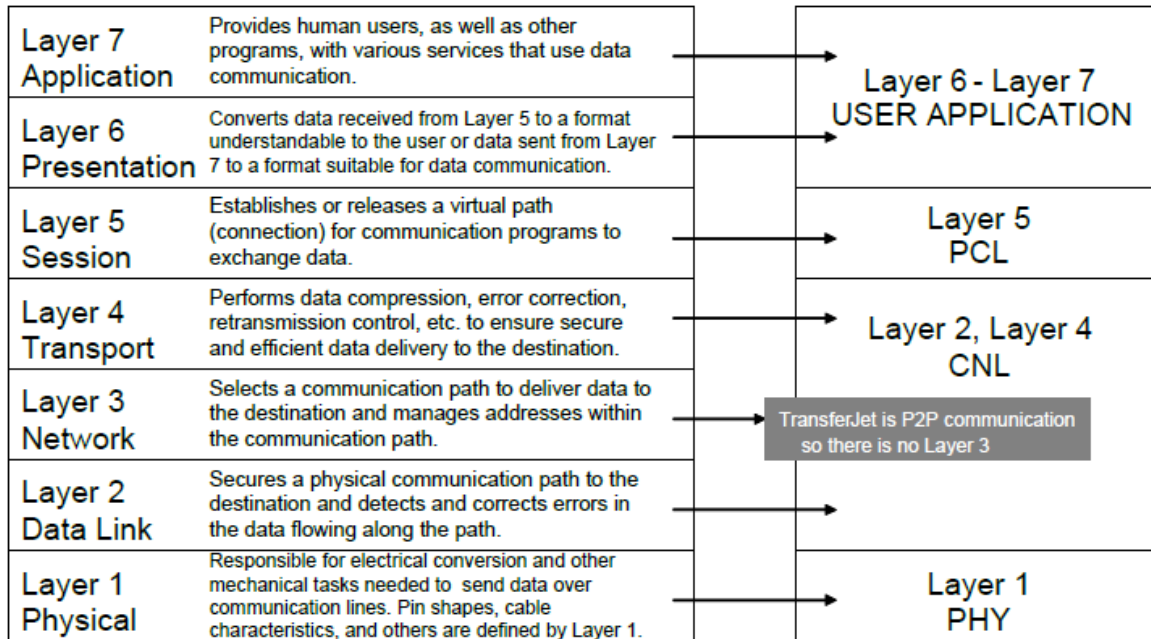 Layer 7
Application
Provides human users, as well as other
programs, with various services that use data
communication.
Layer 6
Presentation
Converts data received from Layer 5 to a format
understandable to the user or data sent from Layer
7 to a format suitable for data communication.
Layer 6 - Layer 7
USER APPLICATION
Layer 5
Session
Establishes or releases a virtual path
(connection) for communication programs to
exchange data.
Layer 5
PCL
Layer 4
Transport
Performs data compression, error correction,
retransmission control, etc. to ensure secure
and efficient data delivery to the destination.
Layer 2, Layer 4
CNL
Layer 3
Network
Selects a communication path to deliver data to
the destination and manages addresses within
the communication path.
TransferJet is P2P communication
so there is no Layer 3
Layer 2
Data Link
Secures a physical communication path to the
destination and detects and corrects errors in
the data flowing along the path.
Layer 1
Physical
Responsible for electrical conversion and other
mechanical tasks needed to send data over
communication lines. Pin shapes, cable
characteristics, and others are defined by Layer 1.
Layer 1
PHY